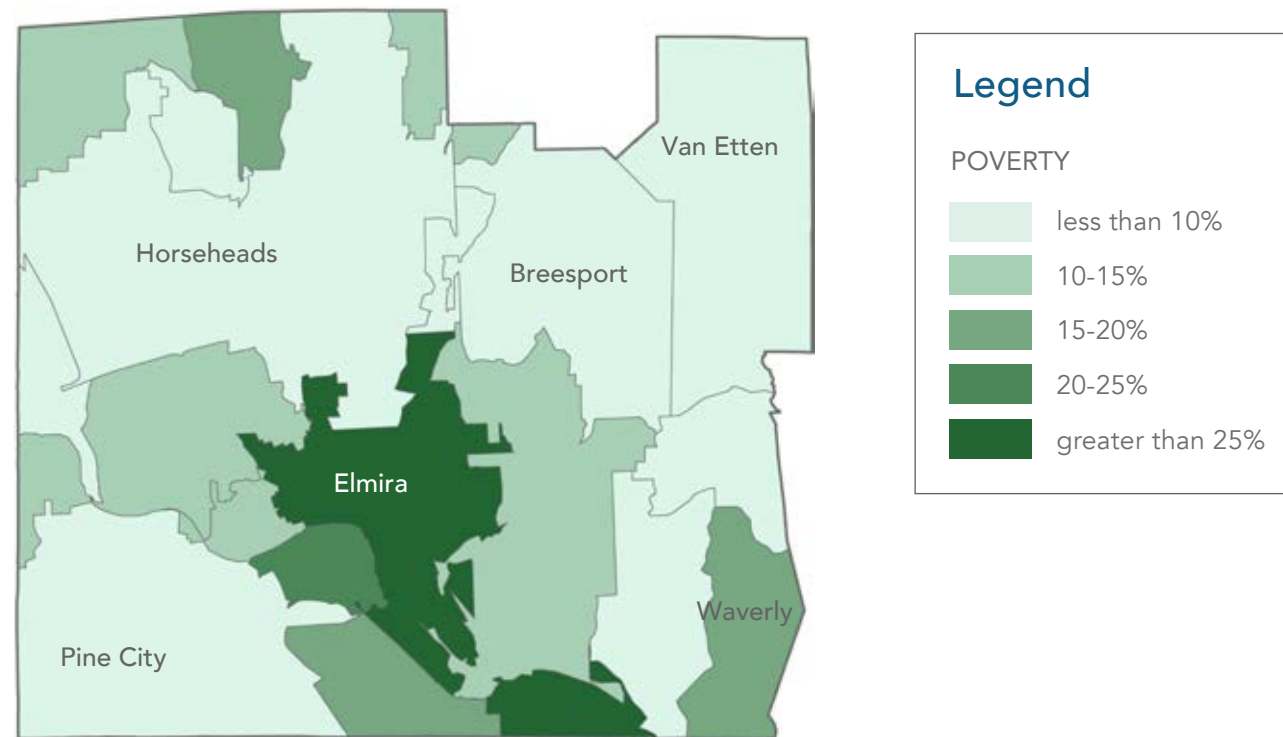 Legend
Van Etten
POVERTY
less than 10%
Horseheads
Breesport
10-15%
15-20%
20-25%
greater than 25%
Elmira
Waverly
Pine City